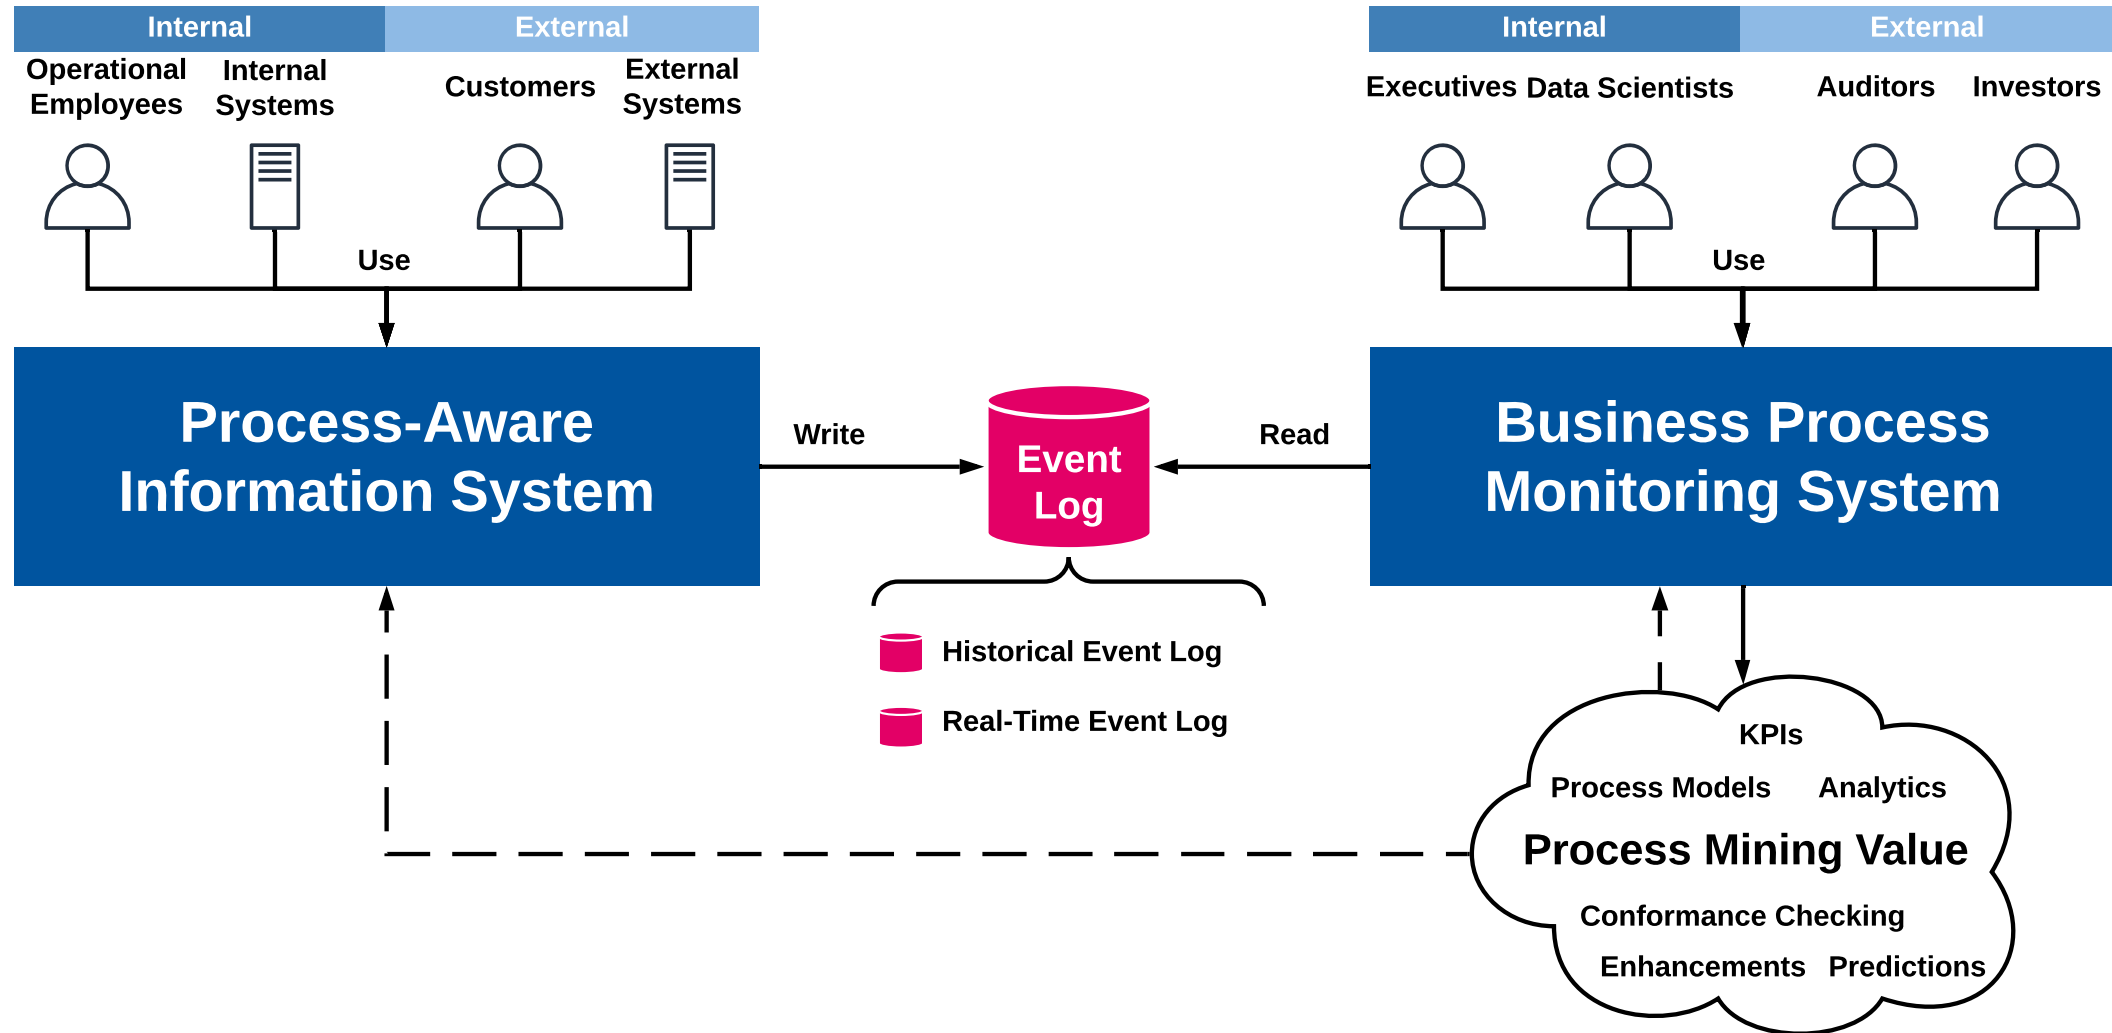 Internal
External
Internal
External
Operational
Employees
Internal
Systems
Customers
External
Systems
Executives
Data Scientists
Auditors
Investors
Use
Use
Process-Aware
Information System
Write
Event
Log
Read
Business Process
Monitoring System
Historical Event Log
Real-Time Event Log
KPIs
Process Models
Analytics
Process Mining Value
Conformance Checking
Enhancements
Predictions